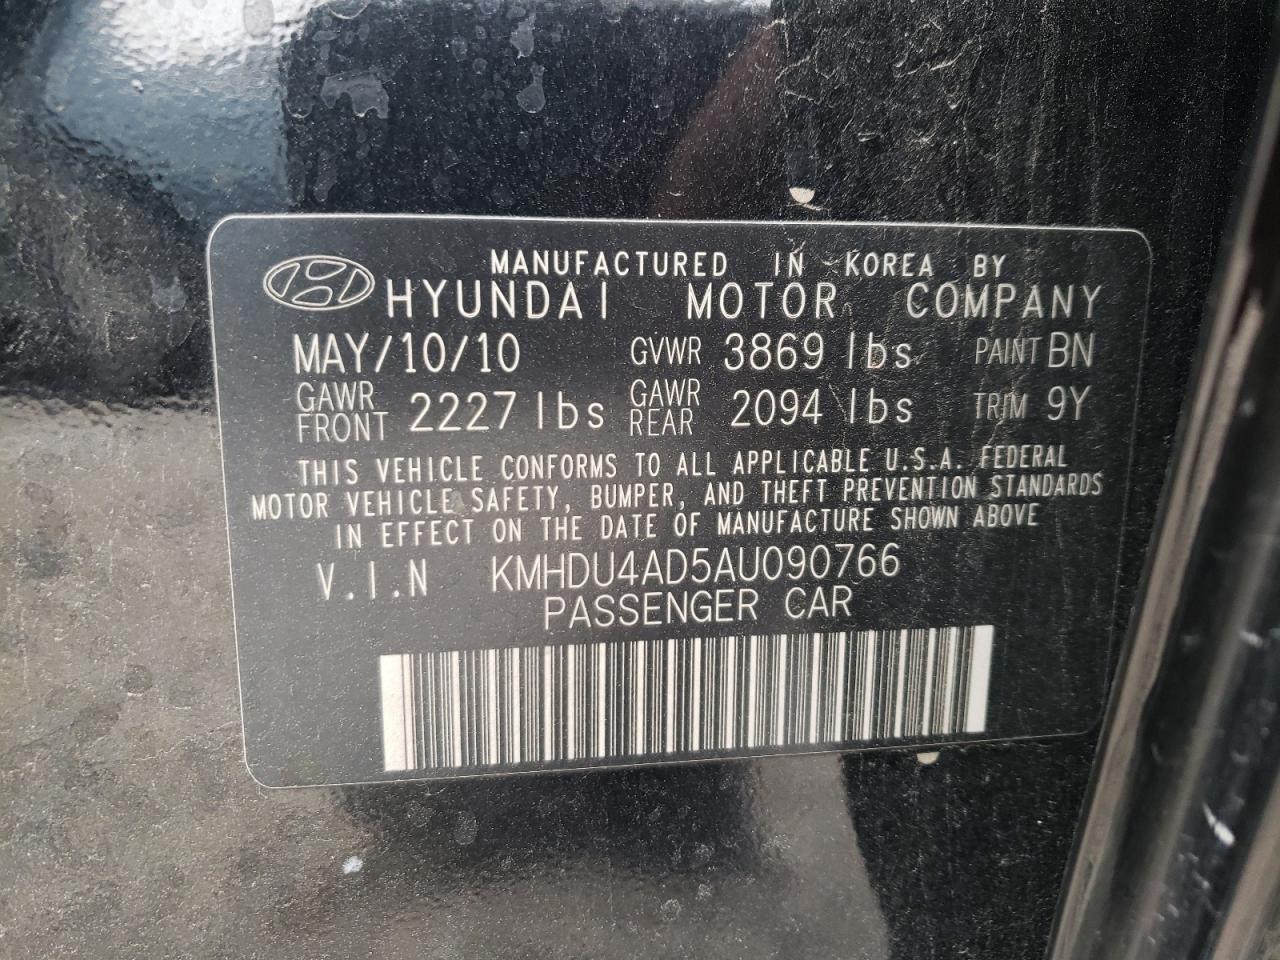 MANUFACTURED IN KOREA BY
HYUNDAI MOTOR COMPANY
MAY/10/10 GVWR 3869 lbs PAINT BN
GAWR FRONT 2227 lbs GAWR REAR 2094 lbs TRIM 9Y
THIS VEHICLE CONFORMS TO ALL APPLICABLE U.S.A. FEDERAL
MOTOR VEHICLE SAFETY, BUMPER, AND THEFT PREVENTION STANDARDS
IN EFFECT ON THE DATE OF MANUFACTURE SHOWN ABOVE
V.I.N KMHDU4AD5AU090766
PASSENGER CAR